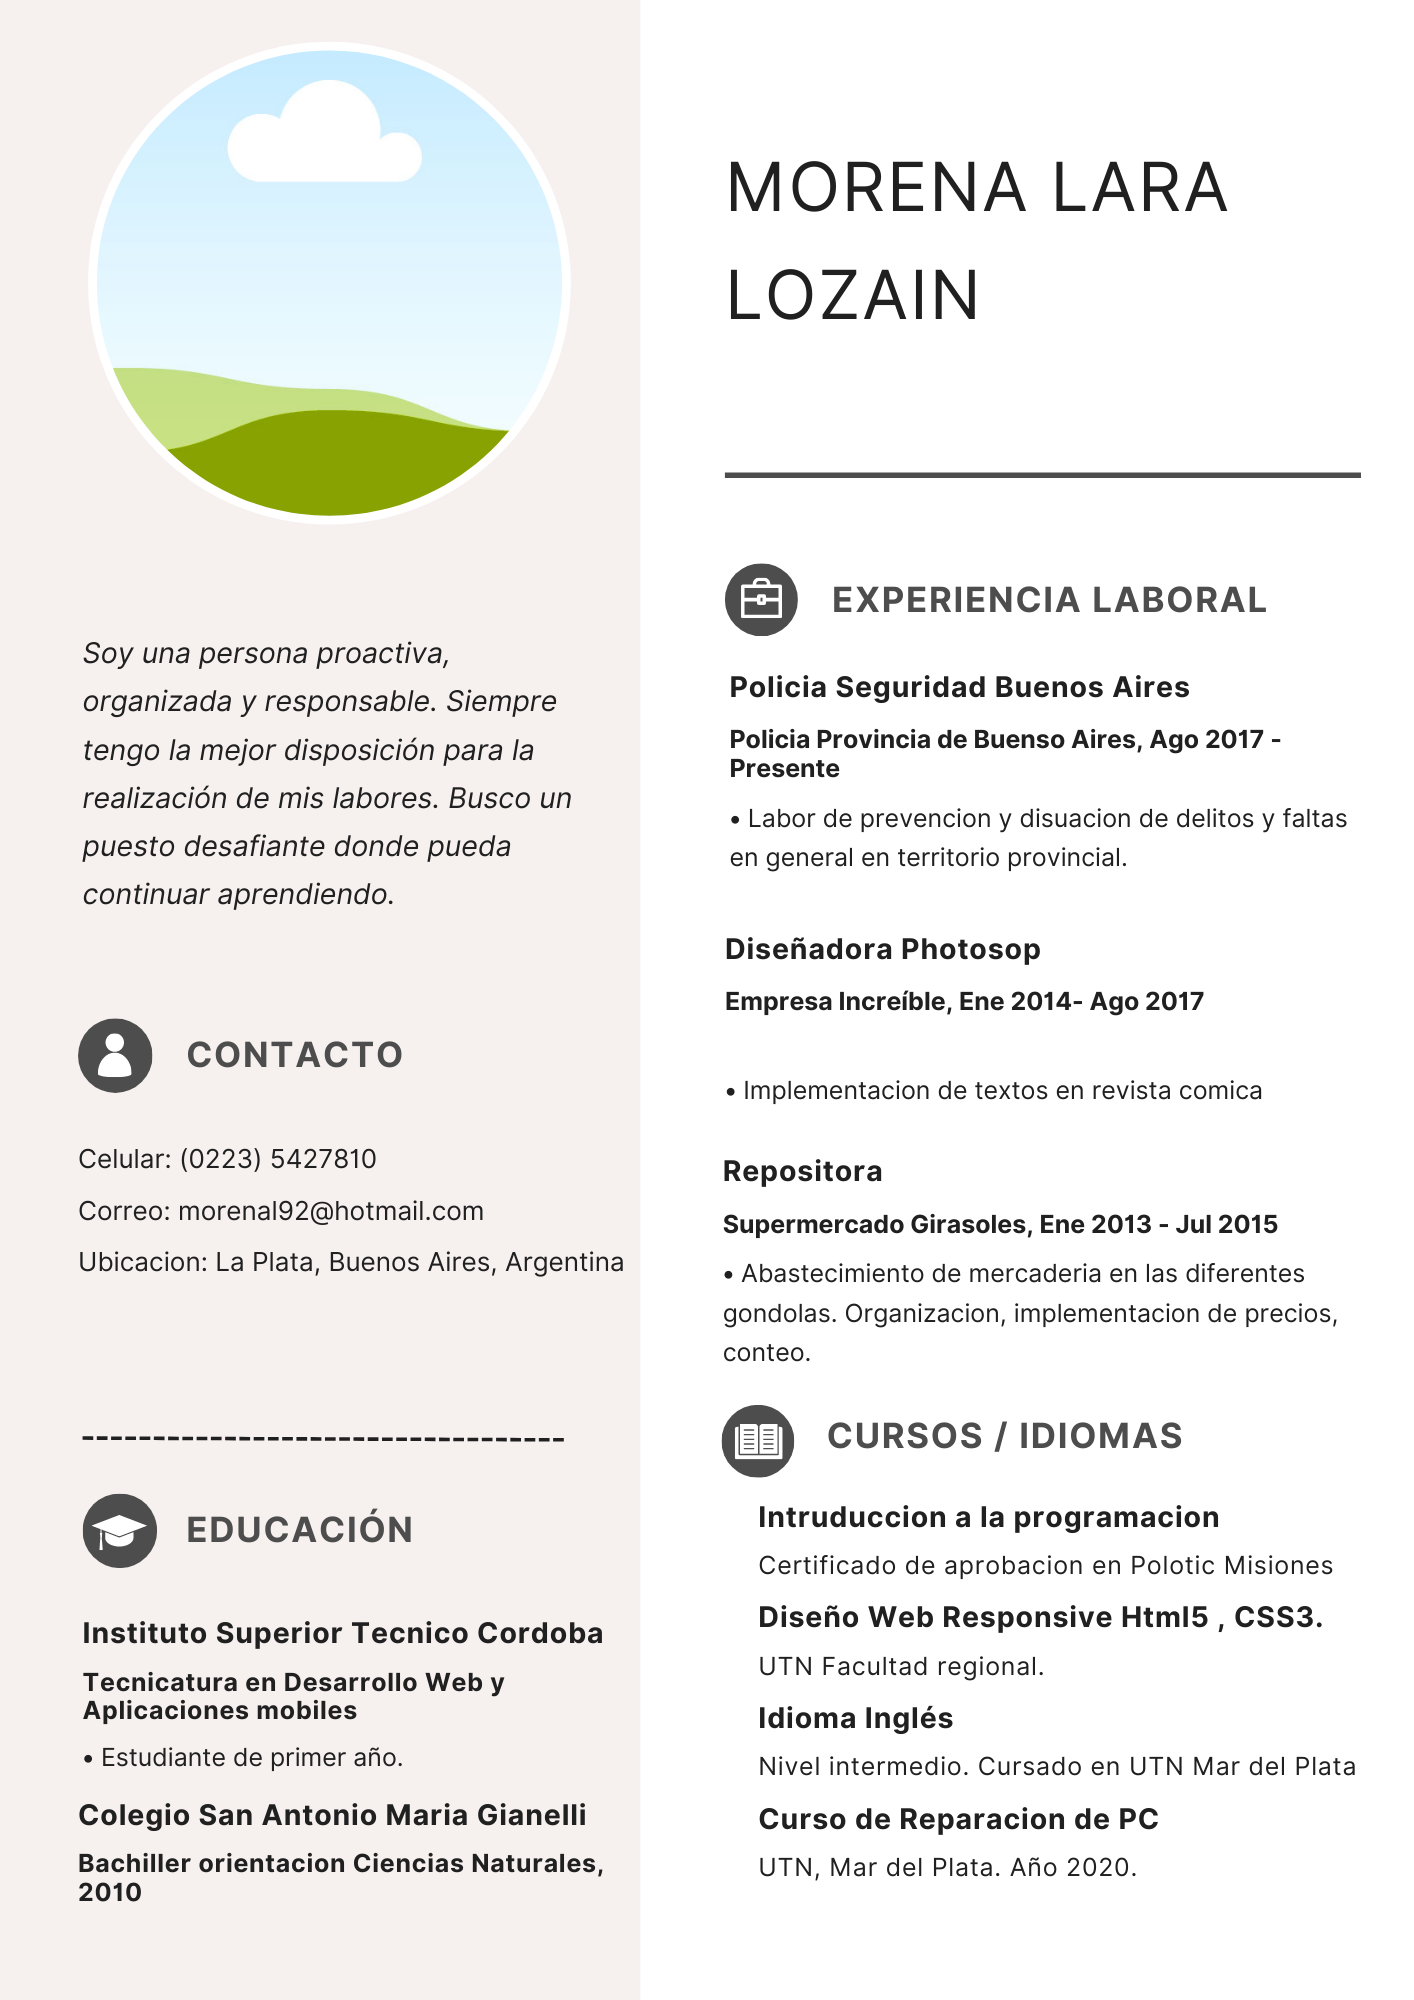 MORENA LARA
LOZAIN
Soy una persona proactiva,
organizada y responsable. Siempre
tengo la mejor disposición para la
realización de mis labores. Busco un
puesto desafiante donde pueda
continuar aprendiendo.
CONTACTO
Celular: (0223) 5427810
Correo: morenal92@hotmail.com
Ubicacion: La Plata, Buenos Aires, Argentina
EDUCACIÓN
Instituto Superior Tecnico Cordoba
Tecnicatura en Desarrollo Web y
Aplicaciones mobiles
• Estudiante de primer año.
Colegio San Antonio Maria Gianelli
Bachiller orientacion Ciencias Naturales,
2010
EXPERIENCIA LABORAL
Policia Seguridad Buenos Aires
Policia Provincia de Buenso Aires, Ago 2017 -
Presente
• Labor de prevencion y disuacion de delitos y faltas
en general en territorio provincial.
Diseñadora Photosop
Empresa Increíble, Ene 2014- Ago 2017
• Implementacion de textos en revista comica
Repositora
Supermercado Girasoles, Ene 2013 - Jul 2015
• Abastecimiento de mercaderia en las diferentes
gondolas. Organizacion, implementacion de precios,
conteo.
CURSOS / IDIOMAS
Intruduccion a la programacion
Certificado de aprobacion en Polotic Misiones
Diseño Web Responsive Html5 , CSS3.
UTN Facultad regional.
Idioma Inglés
Nivel intermedio. Cursado en UTN Mar del Plata
Curso de Reparacion de PC
UTN, Mar del Plata. Año 2020.